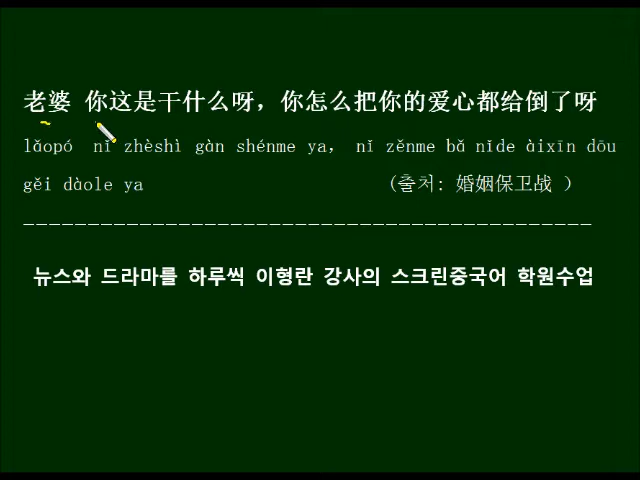 老婆 你这是干什么呀，你怎么把你的爱心都给倒了呀
lǎopó nǐ zhèshì gàn shénme ya， nǐ zěnme bǎ nǐde àixīn dōu
gěi dàole ya (출처: 婚姻保卫战 )
뉴스와 드라마를 하루씩 이형란 강사의 스크린중국어 학원수업